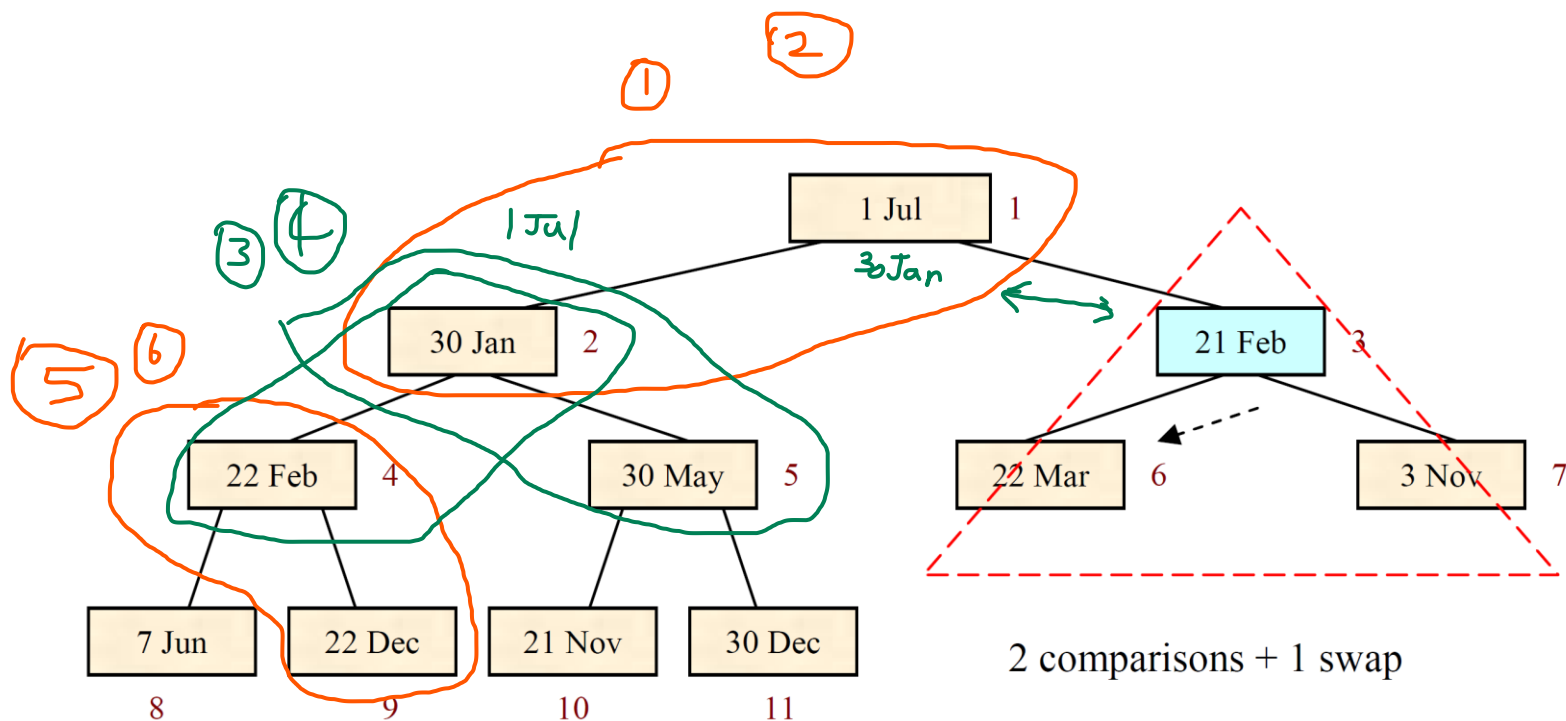 2
1
1 Jul 1
3 4 1 Jul
30 Jan
30 Jan 2 21 Feb 3
5 6
22 Feb 4 30 May 5 22 Mar 6 3 Nov 7
7 Jun 22 Dec 21 Nov 30 Dec
2 comparisons + 1 swap
8 9 10 11